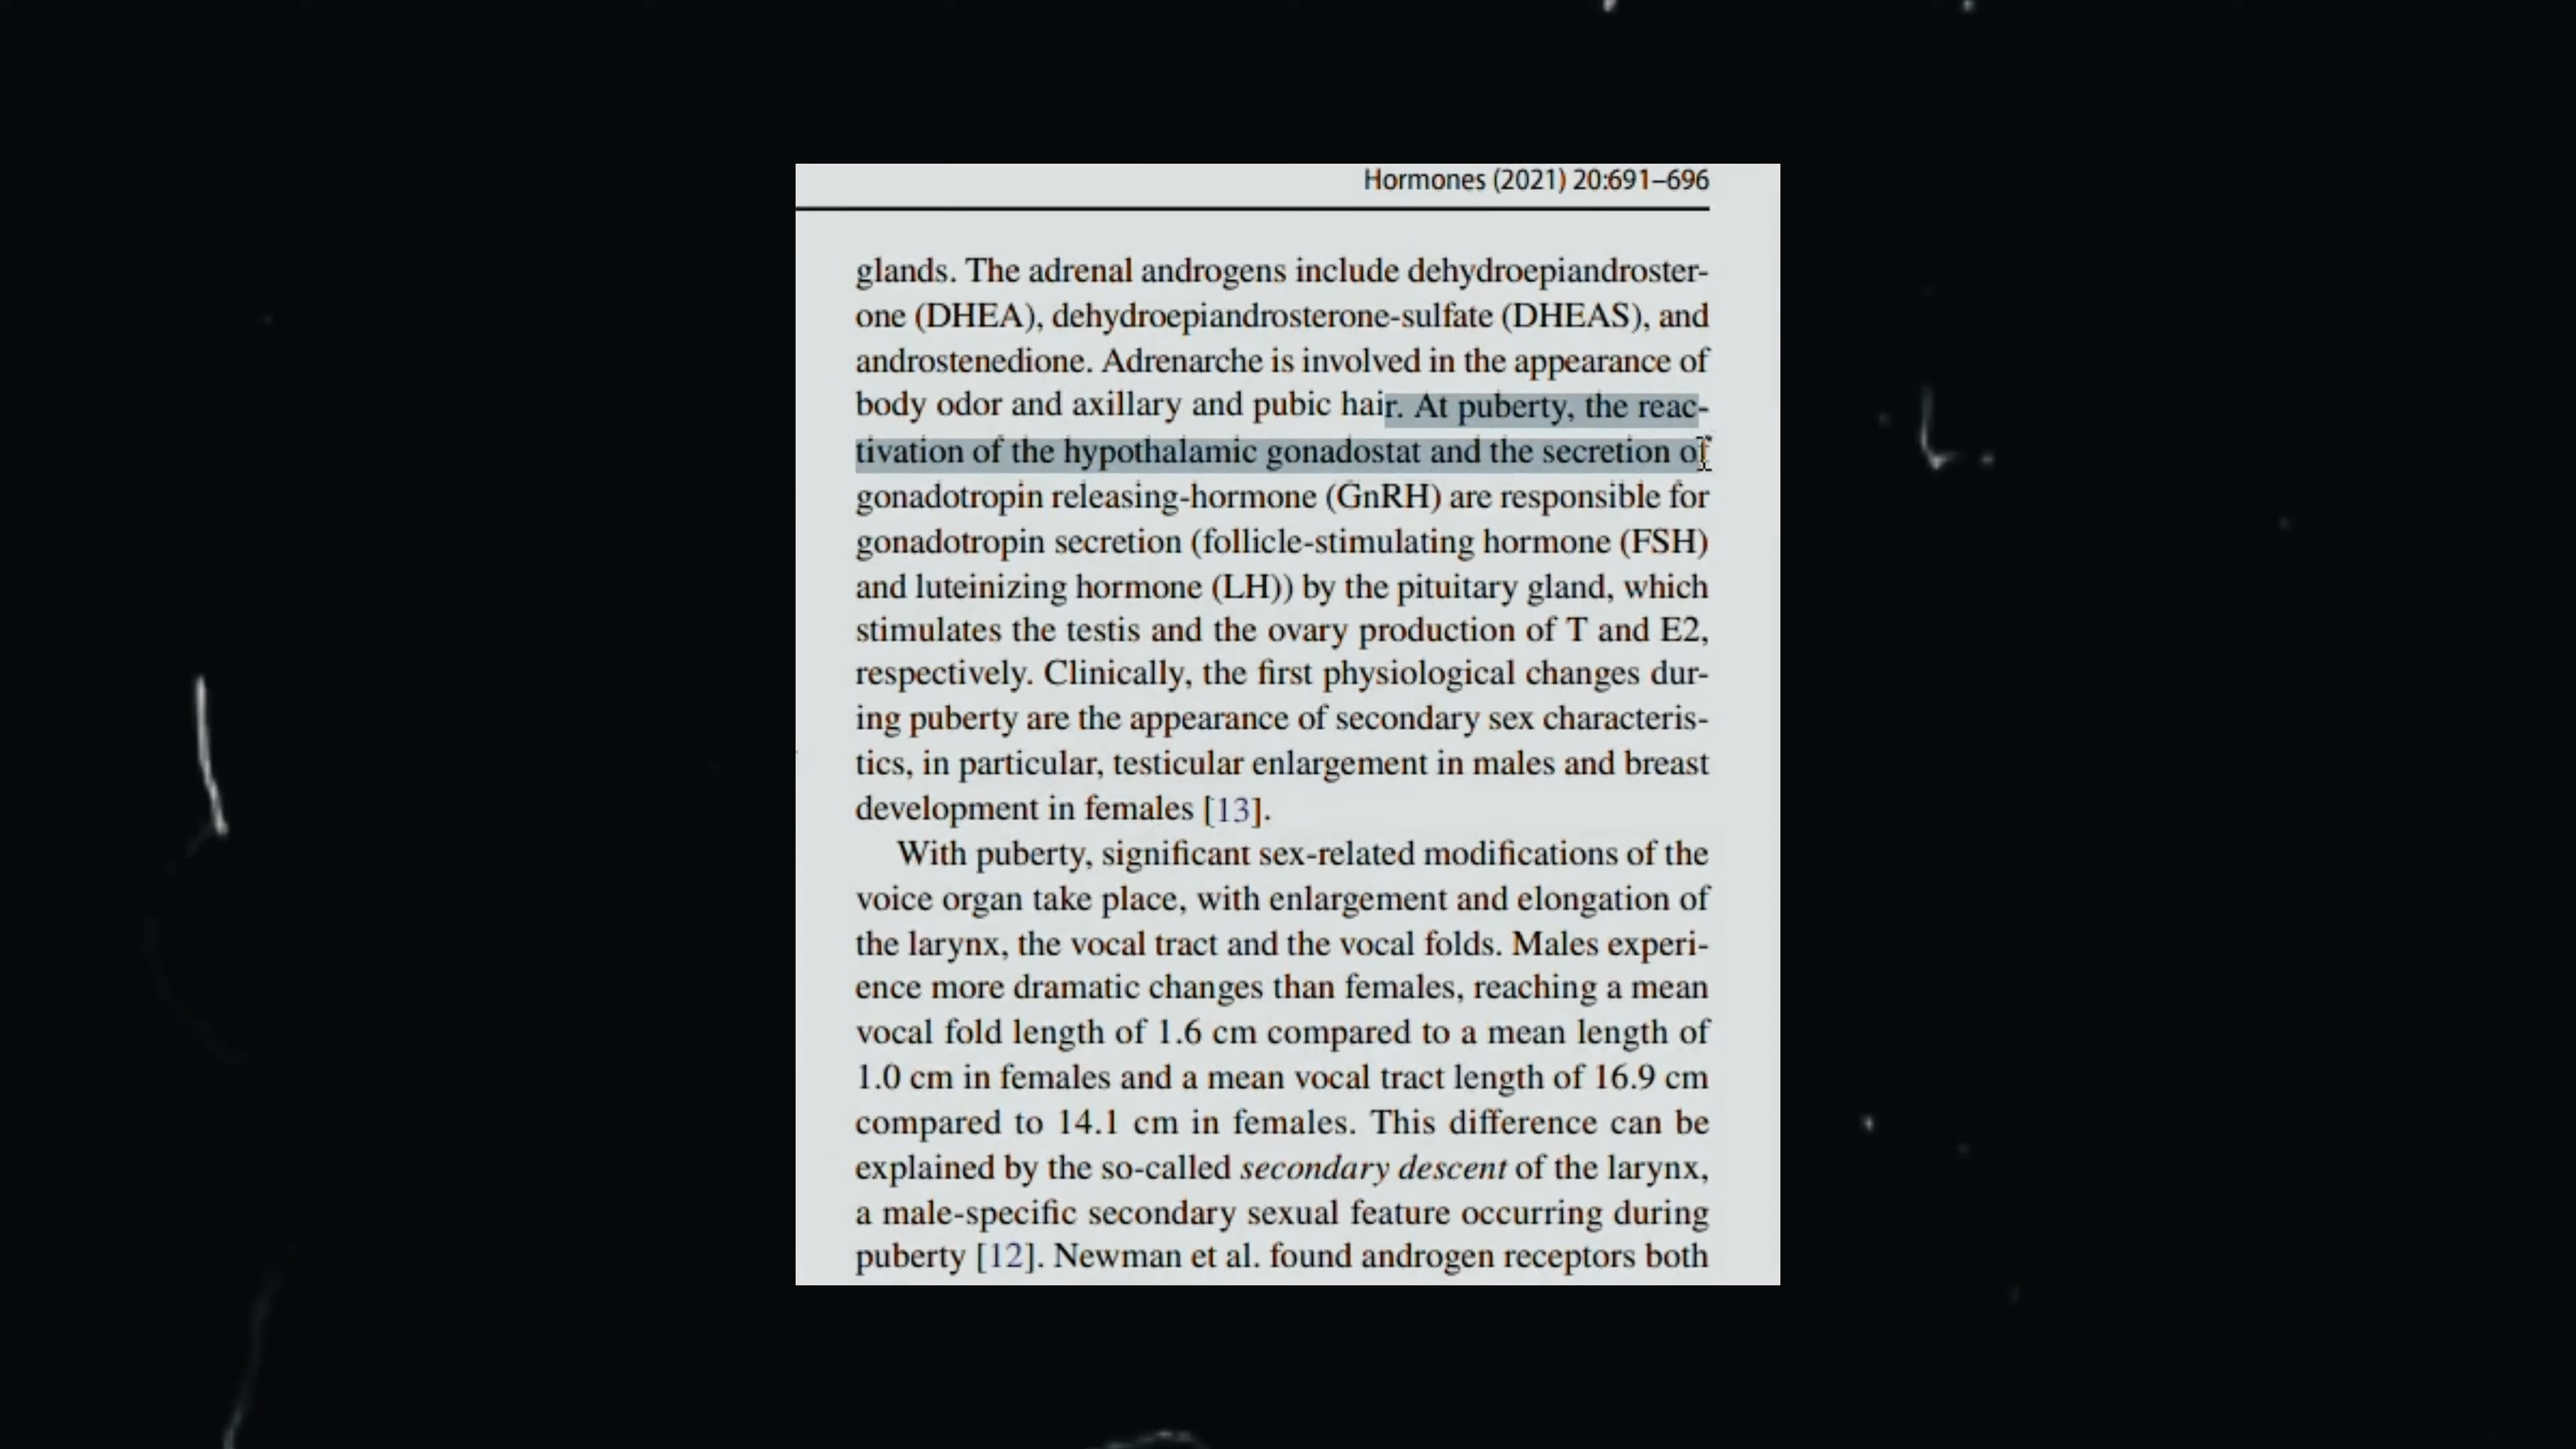 Hormones (2021) 20:691–696
glands. The adrenal androgens include dehydroepiandroster-
one (DHEA), dehydroepiandrosterone-sulfate (DHEAS), and
androstenedione. Adrenarche is involved in the appearance of
body odor and axillary and pubic hair. At puberty, the reac-
tivation of the hypothalamic gonadostat and the secretion of
gonadotropin releasing-hormone (GnRH) are responsible for
gonadotropin secretion (follicle-stimulating hormone (FSH)
and luteinizing hormone (LH)) by the pituitary gland, which
stimulates the testis and the ovary production of T and E2,
respectively. Clinically, the first physiological changes dur-
ing puberty are the appearance of secondary sex characteris-
tics, in particular, testicular enlargement in males and breast
development in females [13].
With puberty, significant sex-related modifications of the
voice organ take place, with enlargement and elongation of
the larynx, the vocal tract and the vocal folds. Males experi-
ence more dramatic changes than females, reaching a mean
vocal fold length of 1.6 cm compared to a mean length of
1.0 cm in females and a mean vocal tract length of 16.9 cm
compared to 14.1 cm in females. This difference can be
explained by the so-called secondary descent of the larynx,
a male-specific secondary sexual feature occurring during
puberty [12]. Newman et al. found androgen receptors both